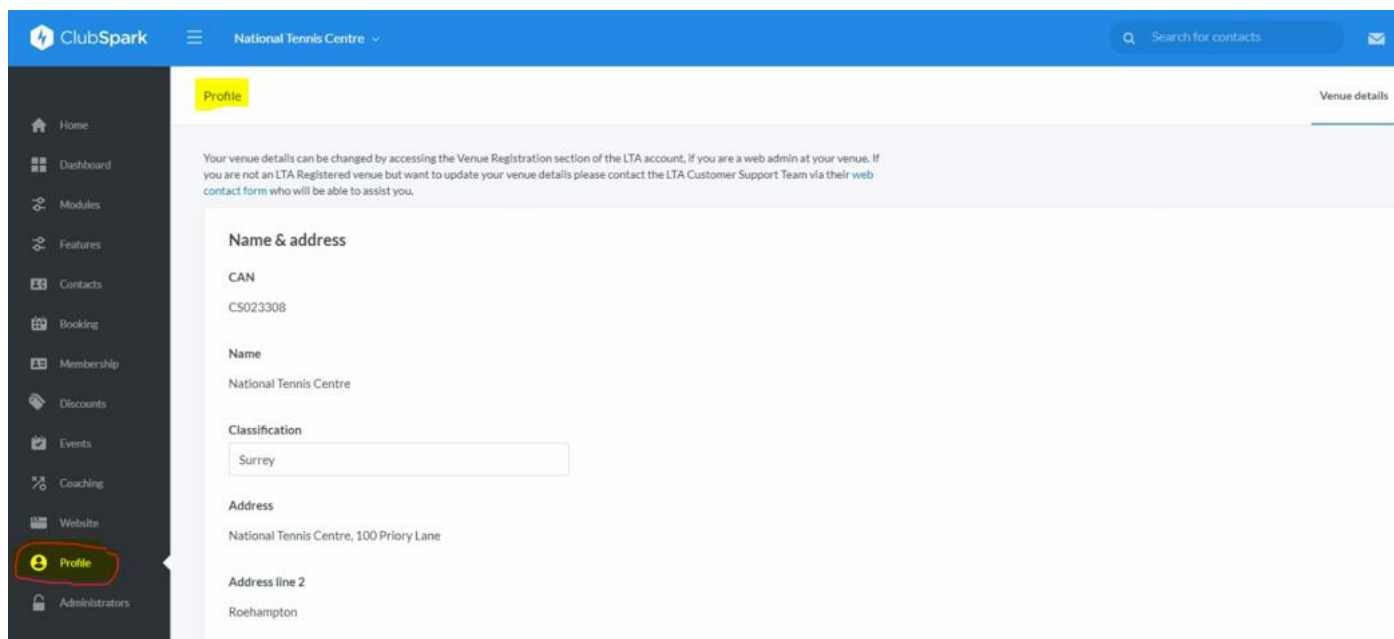 ClubSpark
National Tennis Centre
Search for contacts
Profile
Venue details
Home
Dashboard
Modules
Features
Contacts
Booking
Membership
Discounts
Events
Coaching
Website
Profile
Administrators
Your venue details can be changed by accessing the Venue Registration section of the LTA account, if you are a web admin at your venue. If
you are not an LTA Registered venue but want to update your venue details please contact the LTA Customer Support Team via their web
contact form who will be able to assist you.
Name & address
CAN
CS023308
Name
National Tennis Centre
Classification
Surrey
Address
National Tennis Centre, 100 Priory Lane
Address line 2
Roehampton